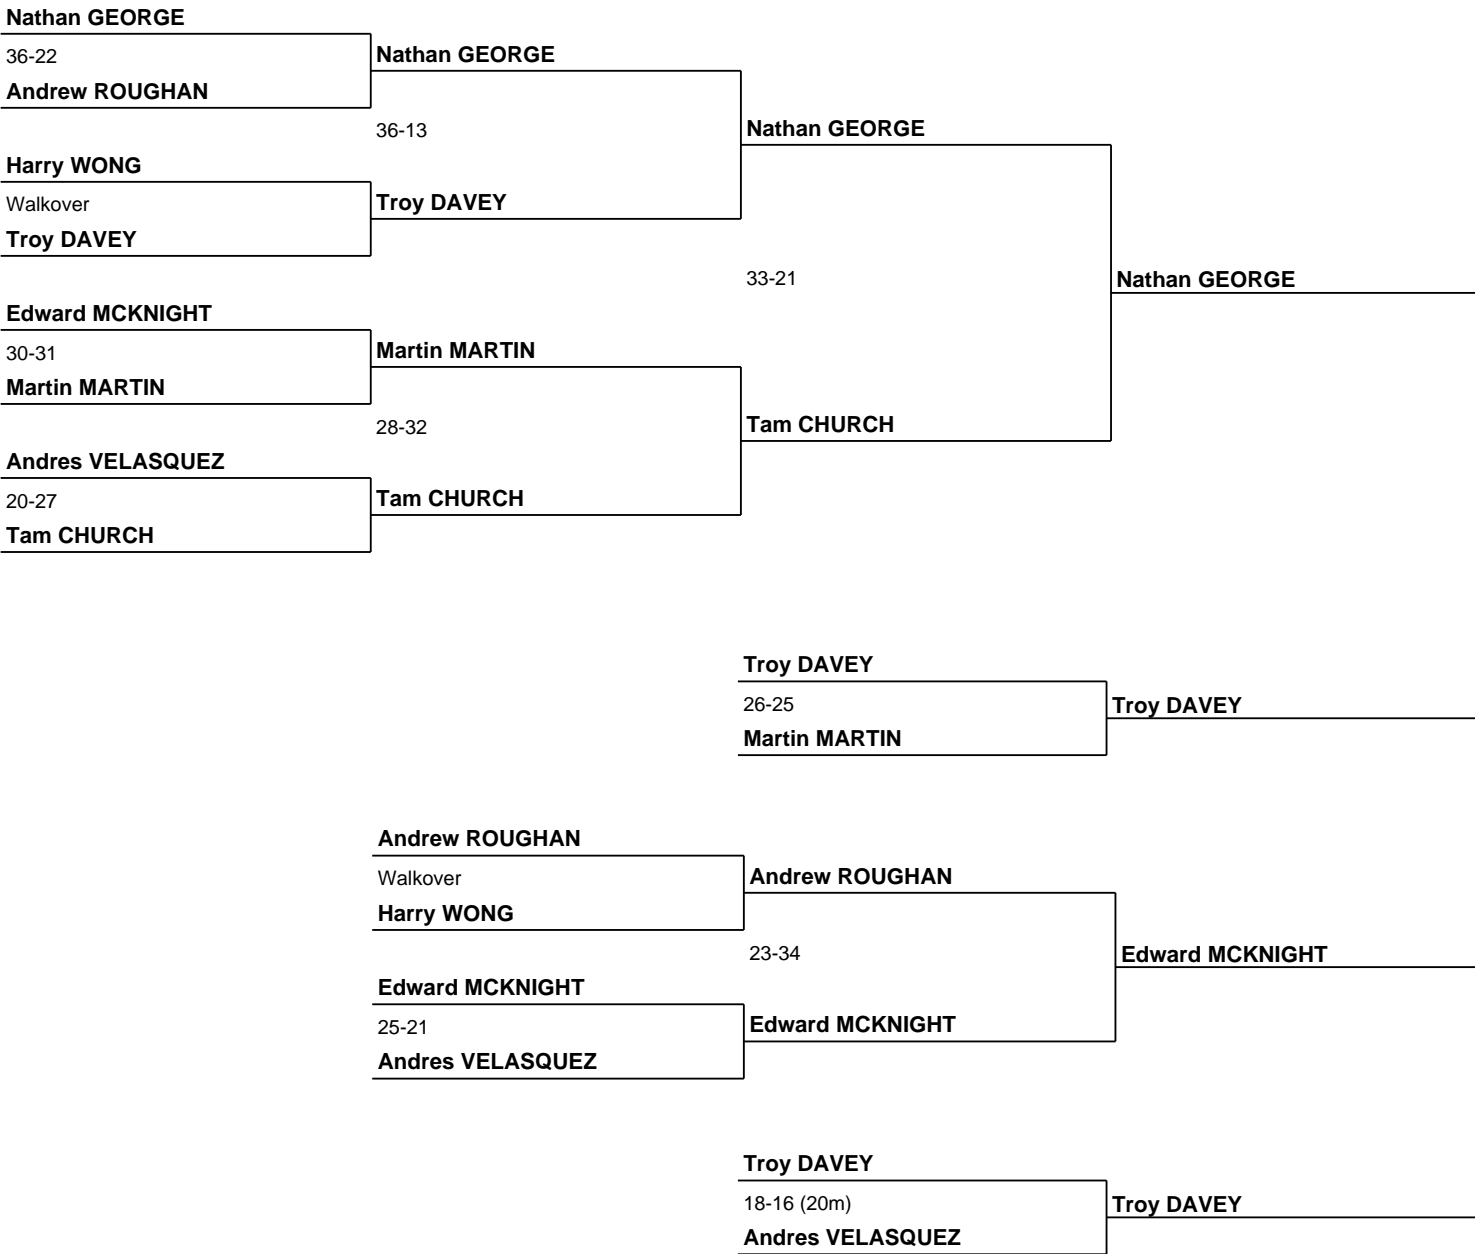 Nathan GEORGE
36-22
Andrew ROUGHAN
Nathan GEORGE
36-13
Harry WONG
Walkover
Troy DAVEY
Troy DAVEY
Nathan GEORGE
33-21
Nathan GEORGE
Edward MCKNIGHT
30-31
Martin MARTIN
Martin MARTIN
28-32
Andres VELASQUEZ
20-27
Tam CHURCH
Tam CHURCH
Tam CHURCH
Troy DAVEY
26-25
Martin MARTIN
Troy DAVEY
Andrew ROUGHAN
Walkover
Harry WONG
Andrew ROUGHAN
23-34
Edward MCKNIGHT
Edward MCKNIGHT
25-21
Andres VELASQUEZ
Edward MCKNIGHT
Troy DAVEY
18-16 (20m)
Andres VELASQUEZ
Troy DAVEY